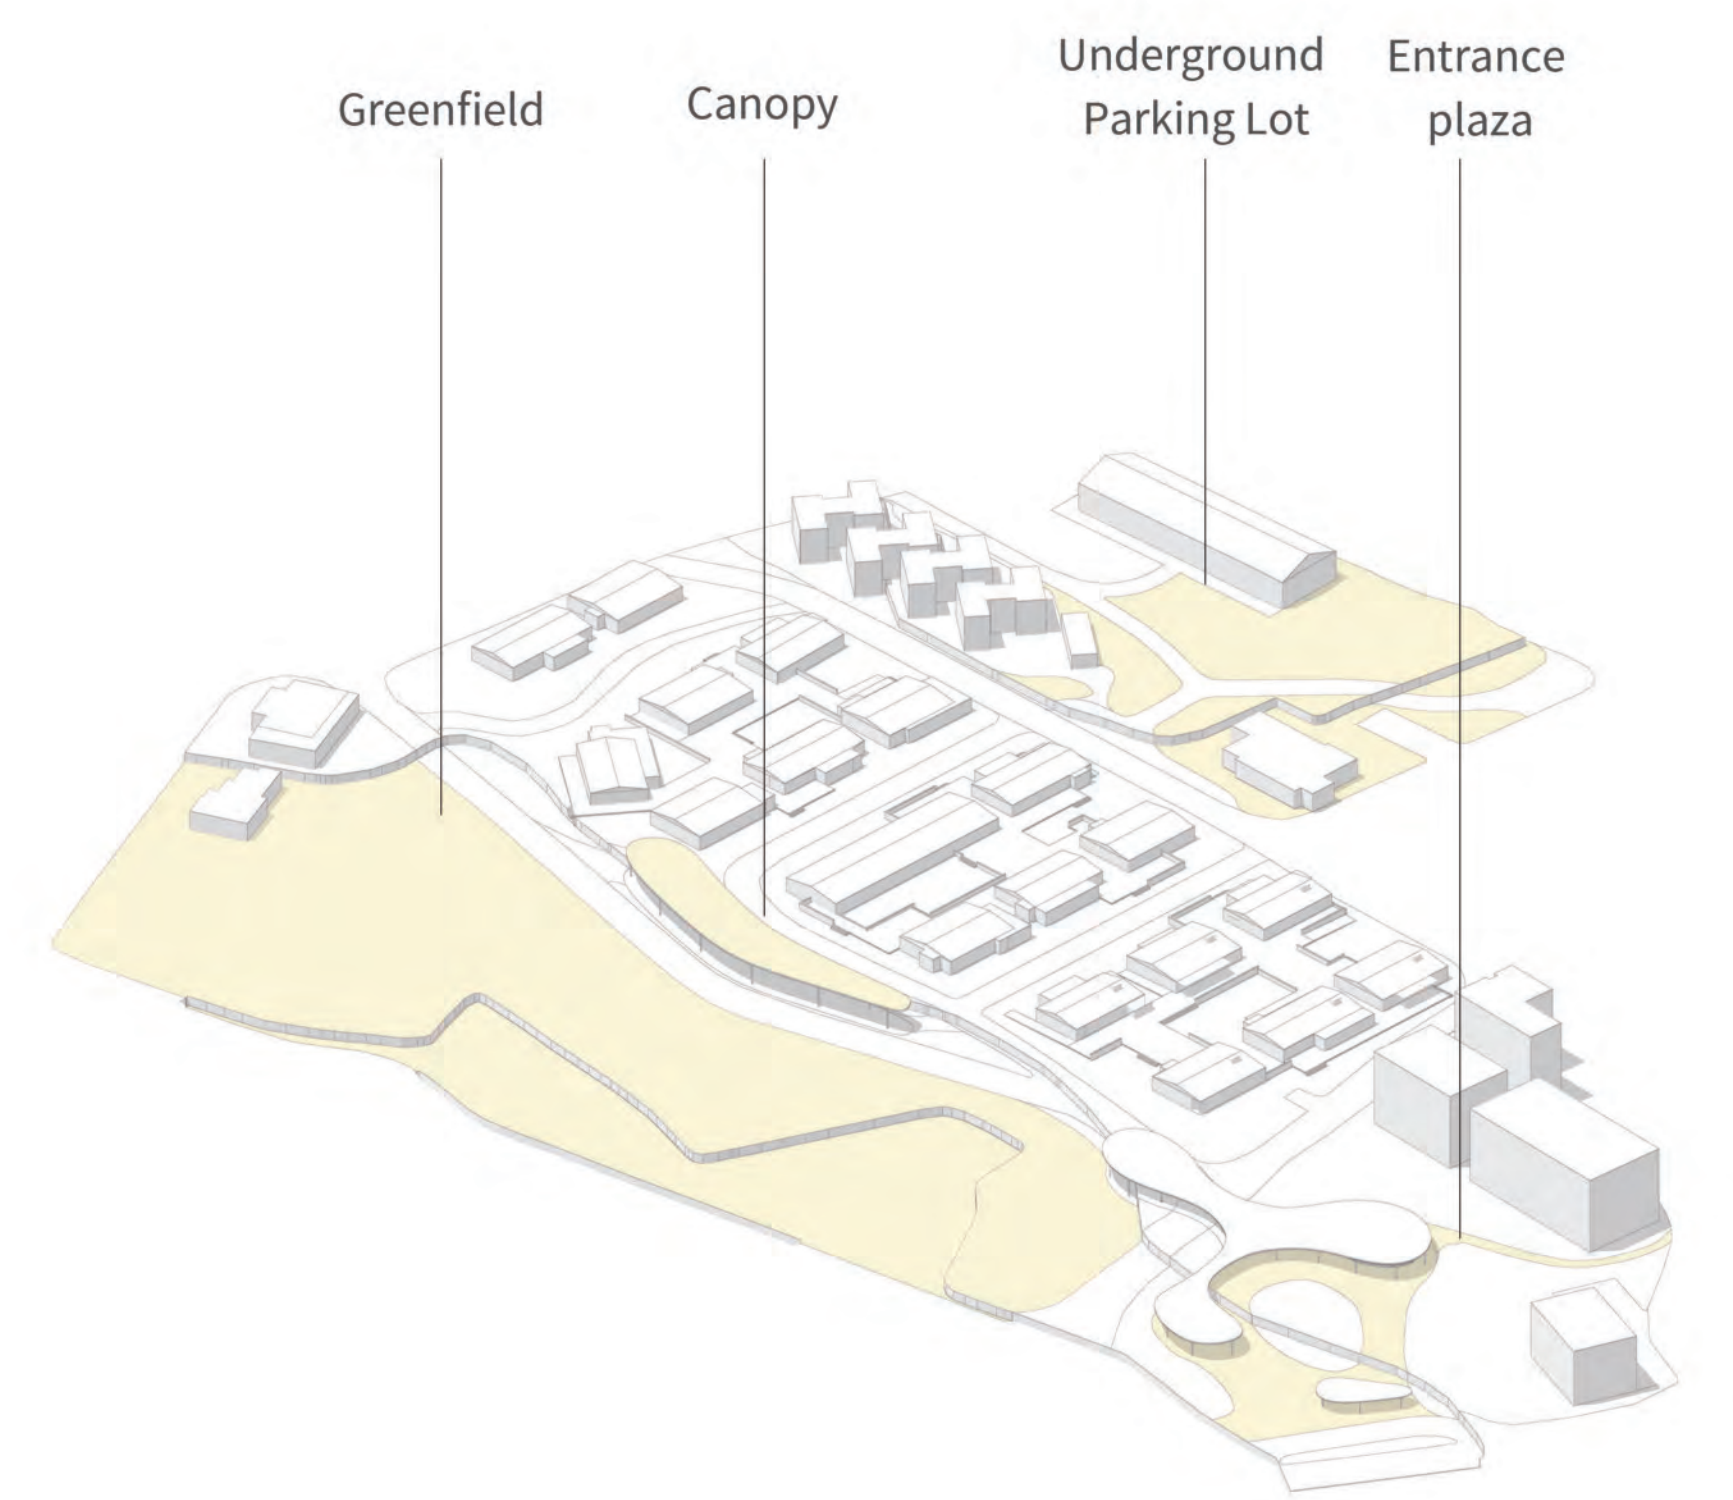 Greenfield
Canopy
Underground
Parking Lot
Entrance
plaza